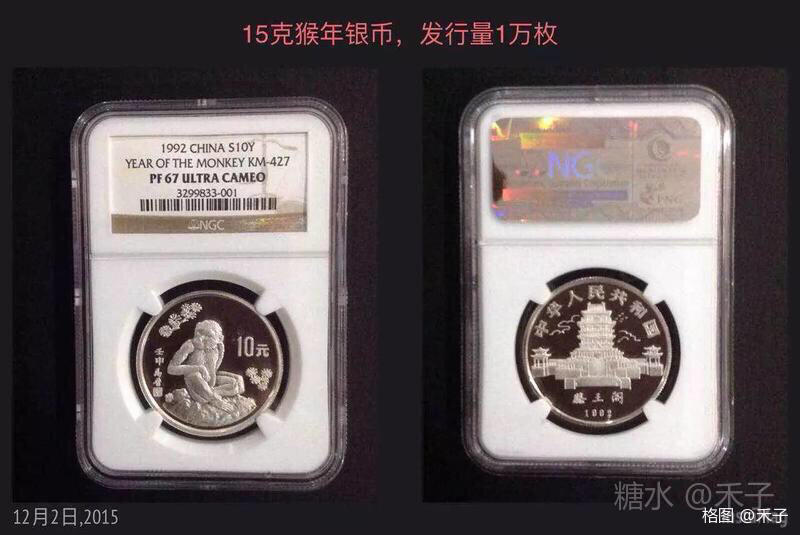 15克猴年银币，发行量1万枚
1992 CHINA S10Y
YEAR OF THE MONKEY KM-427
PF 67 ULTRA CAMEO
3299833-001
NGC
10元
壬申
NGC
中华人民共和国
滕王阁
1992
12月2日,2015
糖水 @禾子
格图 @禾子